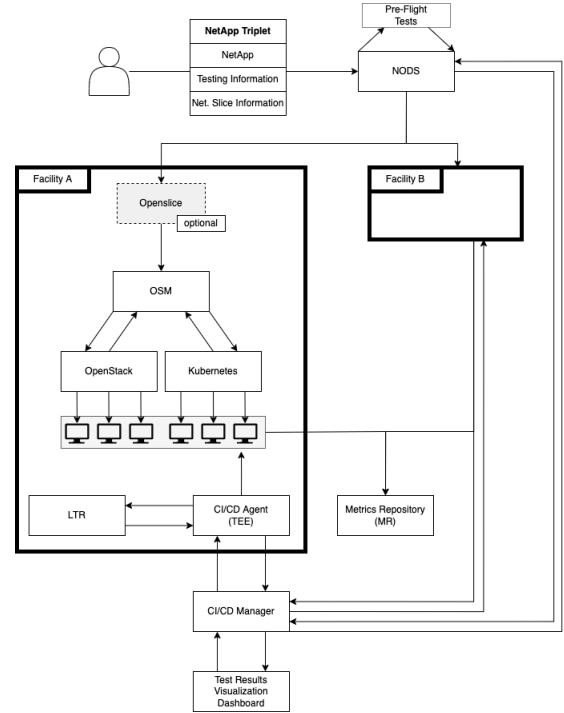 Pre-Flight
Tests
NetApp Triplet
NetApp
Testing Information
Net. Slice Information
NODS
Facility A
Facility B
Openslice
optional
OSM
OpenStack
Kubernetes
LTR
CI/CD Agent
(TEE)
Metrics Repository
(MR)
CI/CD Manager
Test Results
Visualization
Dashboard